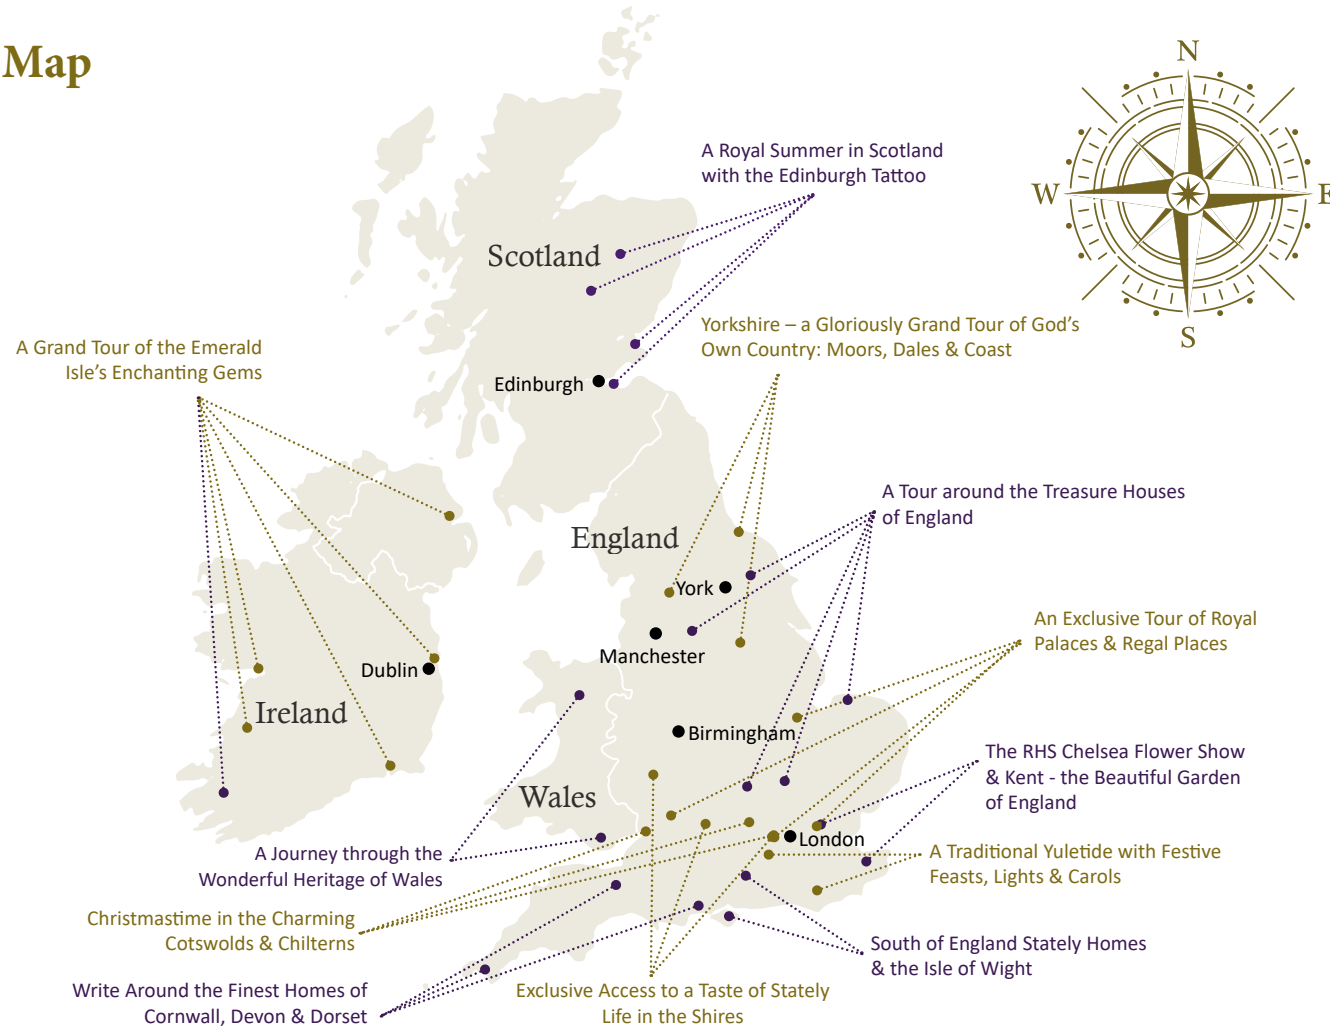 Map
N
W
E
S
A Royal Summer in Scotland
with the Edinburgh Tattoo
Scotland
Yorkshire – a Gloriously Grand Tour of God's
Own Country: Moors, Dales & Coast
A Grand Tour of the Emerald
Isle's Enchanting Gems
Edinburgh
A Tour around the Treasure Houses
of England
England
York
An Exclusive Tour of Royal
Palaces & Regal Places
Manchester
Dublin
Ireland
Birmingham
The RHS Chelsea Flower Show
& Kent - the Beautiful Garden
of England
Wales
London
A Journey through the
Wonderful Heritage of Wales
A Traditional Yuletide with Festive
Feasts, Lights & Carols
Christmastime in the Charming
Cotswolds & Chilterns
South of England Stately Homes
& the Isle of Wight
Write Around the Finest Homes of
Cornwall, Devon & Dorset
Exclusive Access to a Taste of Stately
Life in the Shires